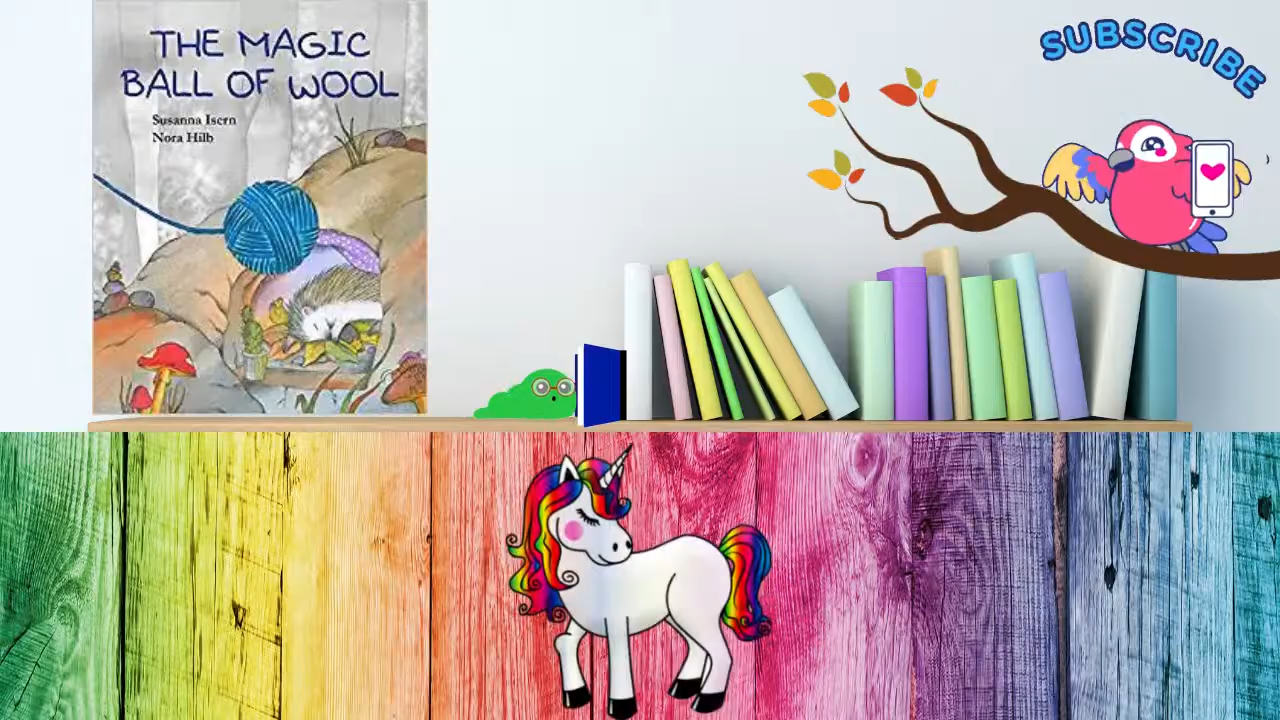 THE MAGIC
BALL OF WOOL
Susanna Isern
Nora Hilb
SUBSCRIBE